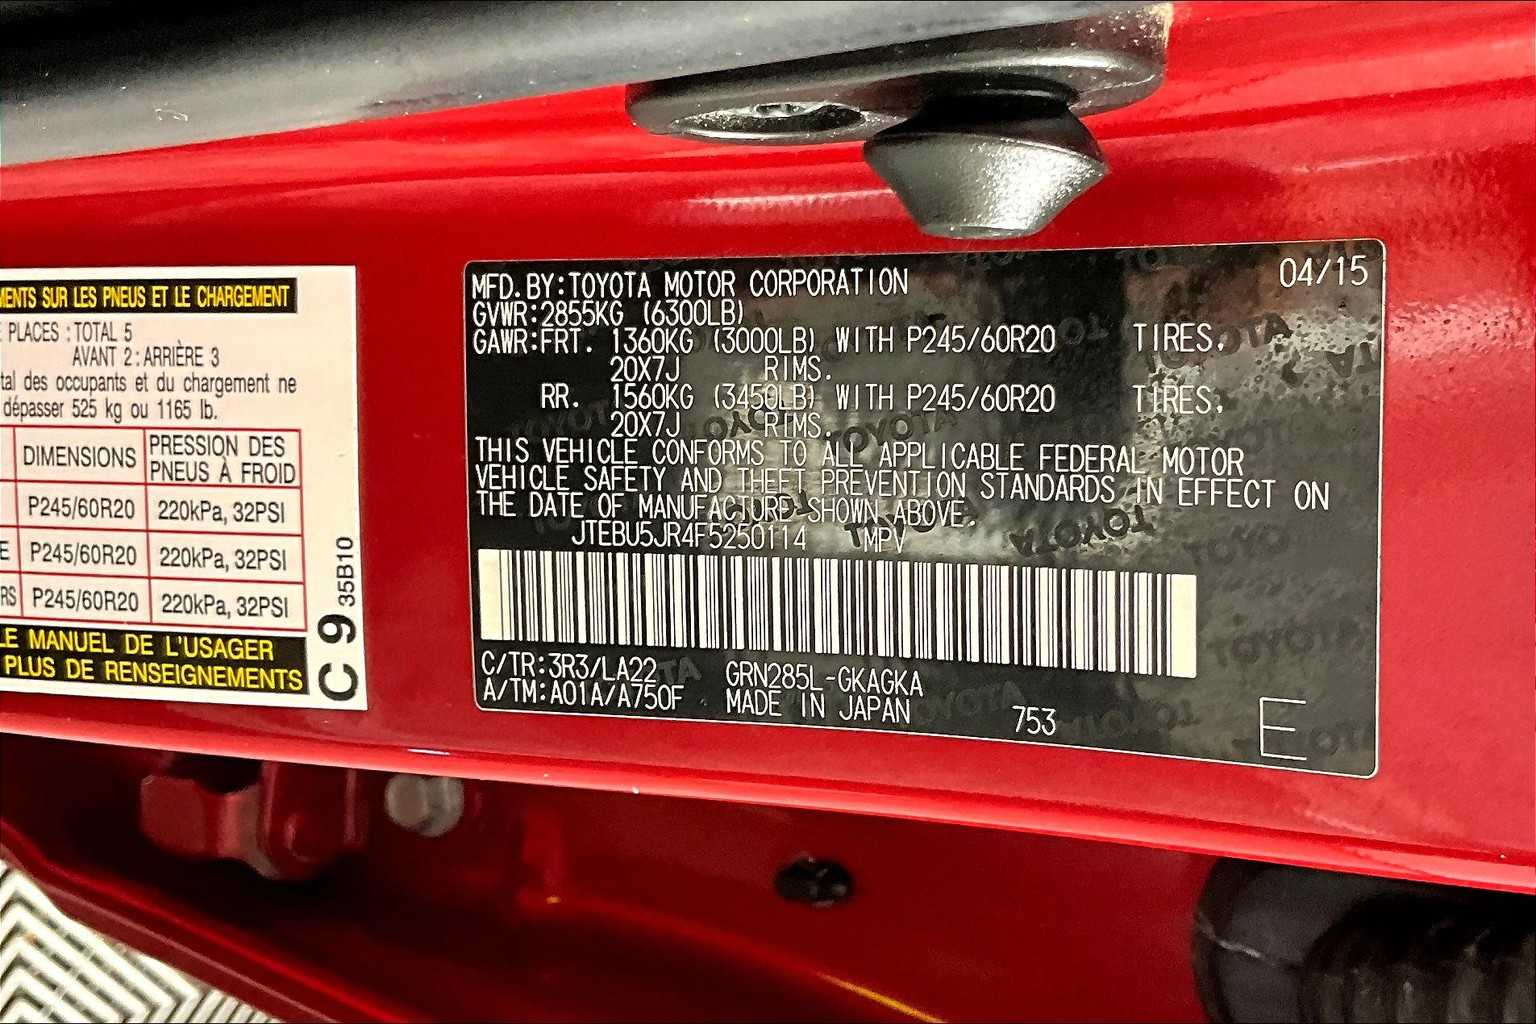 MENTS SUR LES PNEUS ET LE CHARGEMENT
PLACES : TOTAL 5
AVANT 2 : ARRIÈRE 3
tal des occupants et du chargement ne
dépasser 525 kg ou 1165 lb.
DIMENSIONS PRESSION DES PNEUS À FROID
P245/60R20 220kPa, 32PSI
E P245/60R20 220kPa, 32PSI
RS P245/60R20 220kPa, 32PSI
LE MANUEL DE L'USAGER
PLUS DE RENSEIGNEMENTS
C 9 35B10
MFD. BY: TOYOTA MOTOR CORPORATION 04/15
GVWR: 2855KG (6300LB)
GAWR: FRT. 1360KG (3000LB) WITH P245/60R20 TIRES,
20X7J RIMS.
RR. 1560KG (3450LB) WITH P245/60R20 TIRES,
20X7J RIMS.
THIS VEHICLE CONFORMS TO ALL APPLICABLE FEDERAL MOTOR
VEHICLE SAFETY AND THEFT PREVENTION STANDARDS IN EFFECT ON
THE DATE OF MANUFACTURE SHOWN ABOVE.
JTEBU5JR4F5250114 MPV
C/TR: 3R3/LA22 GRN285L-GKAGKA
A/TM: A01A/A750F MADE IN JAPAN 753
E